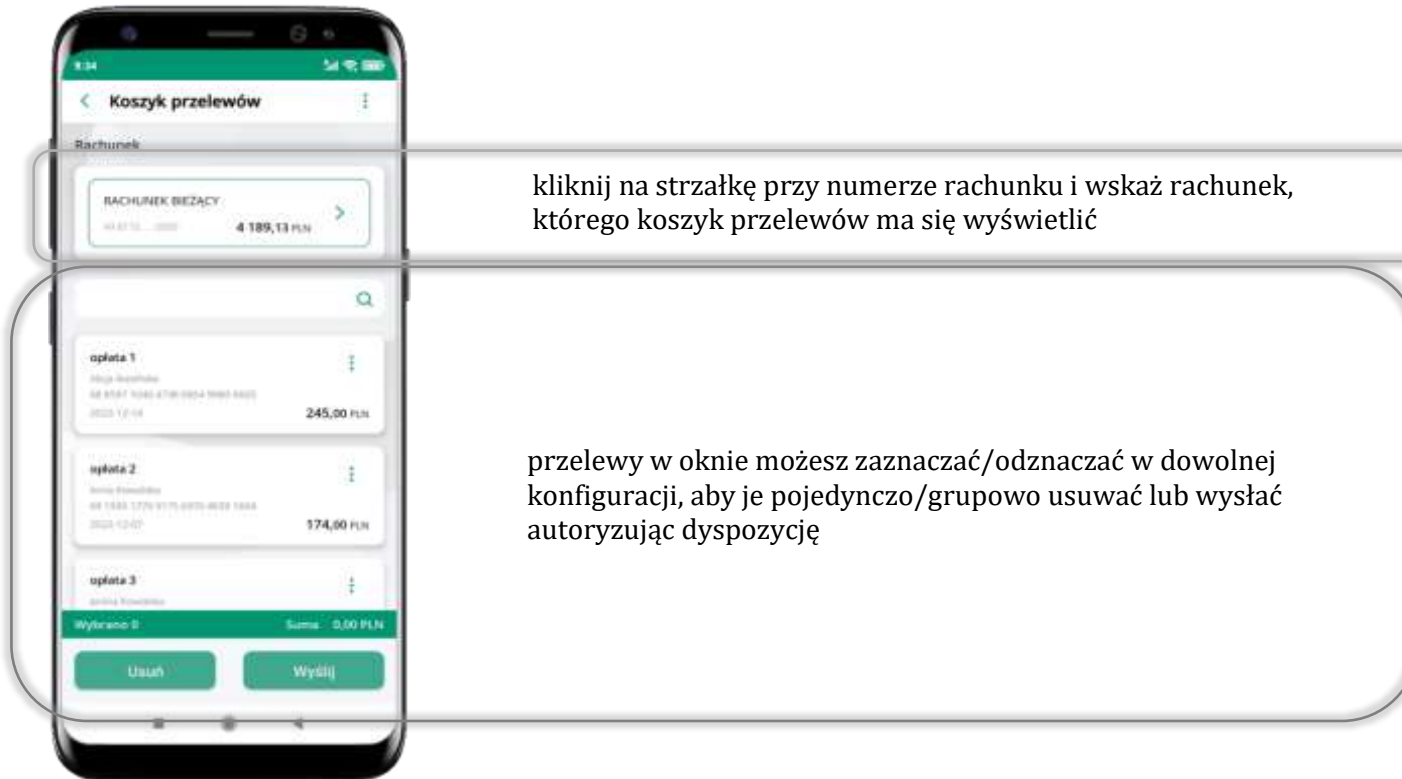 9:34
Koszyk przelewów
Rachunek
RACHUNEK BIEŻĄCY
4 189,13 PLN
kliknij na strzałkę przy numerze rachunku i wskaż rachunek,
którego koszyk przelewów ma się wyświetlić
opłata 1
245,00 PLN
opłata 2
174,00 PLN
opłata 3
przelewy w oknie możesz zaznaczać/odznaczać w dowolnej
konfiguracji, aby je pojedynczo/grupowo usuwać lub wysłać
autoryzując dyspozycję
Wybrano 0 Suma 0,00 PLN
Usuń Wyślij